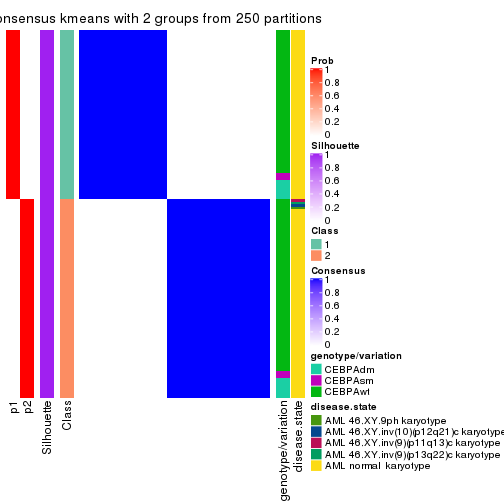 onsensus kmeans with 2 groups from 250 partitions
Prob
1
0.8
0.6
0.4
0.2
0
Silhouette
1
0.8
0.6
0.4
0.2
0
Class
1
2
Consensus
1
0.8
0.6
0.4
0.2
0
genotype/variation
CEBPAdm
CEBPAsm
CEBPAwt
disease.state
AML 46.XY.9ph karyotype
AML 46.XY.inv(10)(p12q21)c karyotype
AML 46.XY.inv(9)(p11q13)c karyotype
AML 46.XY.inv(9)(p13q22)c karyotype
AML normal karyotype
p1
p2
Silhouette
Class
genotype/variation
disease.state